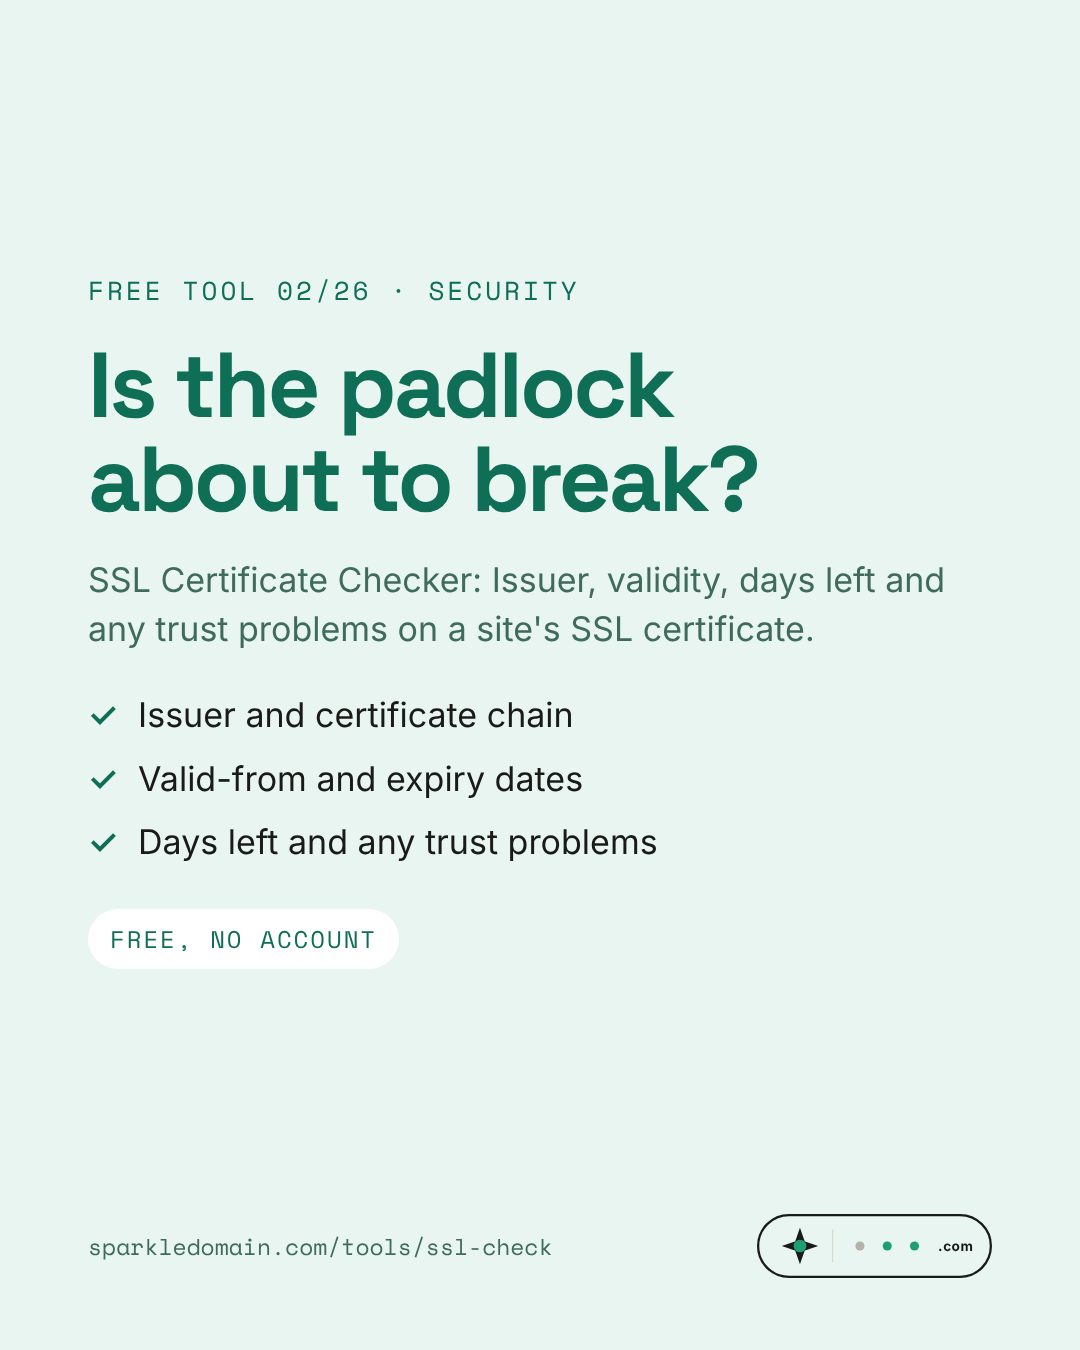 FREE TOOL 02/26 · SECURITY
Is the padlock
about to break?
SSL Certificate Checker: Issuer, validity, days left and
any trust problems on a site's SSL certificate.
Issuer and certificate chain
Valid-from and expiry dates
Days left and any trust problems
FREE, NO ACCOUNT
sparkledomain.com/tools/ssl-check
.com